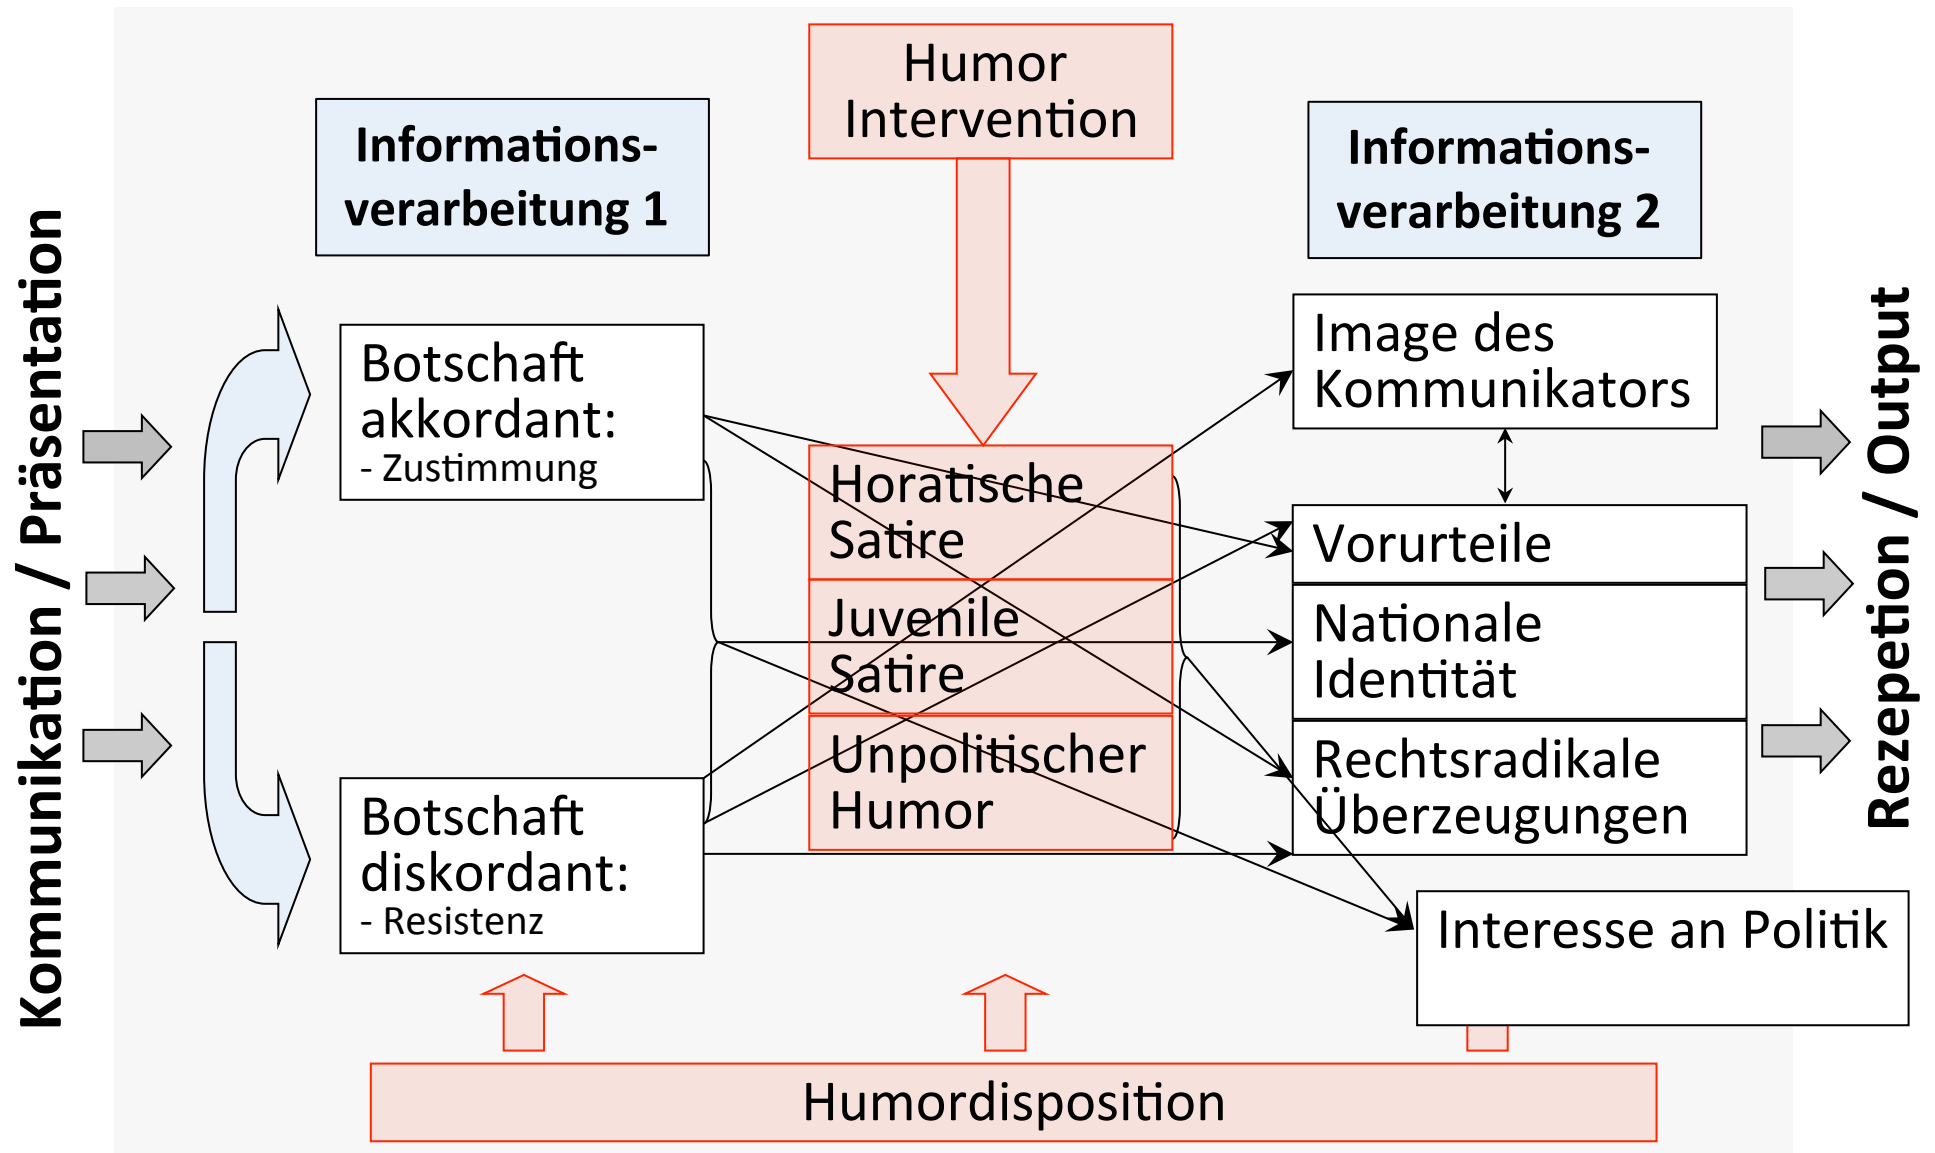 Kommunikation / Präsentation
Informations-
verarbeitung 1
Botschaft
akkordant:
- Zustimmung
Botschaft
diskordant:
- Resistenz
Humor
Intervention
Horatische
Satire
Juvenile
Satire
Unpolitischer
Humor
Informations-
verarbeitung 2
Image des
Kommunikators
Vorurteile
Nationale
Identität
Rechtsradikale
Überzeugungen
Interesse an Politik
Humordisposition
Rezepetion / Output